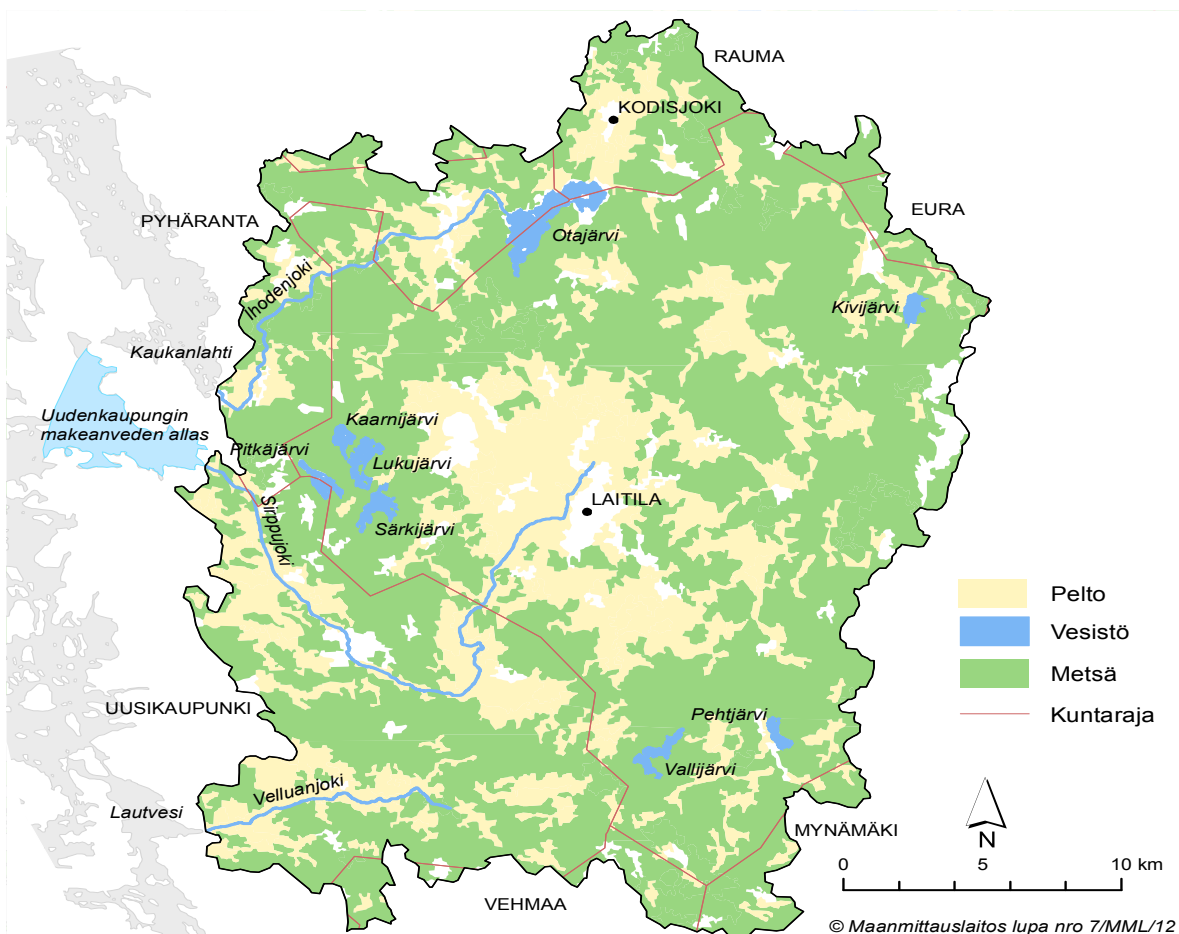 RAUMA
KODISJOKI
PYHÄRANTA
EURA
Otajärvi
Ihodenjoki
Kivijärvi
Kaukanlahti
Uudenkaupungin
makeanveden allas
Kaarnijärvi
Pitkäjärvi
Lukujärvi
Sirppujoki
LAITILA
Särkijärvi
Pelto
Vesistö
Metsä
Kuntaraja
UUSIKAUPUNKI
Pehtjärvi
Vallijärvi
Velluanjoki
Lautvesi
MYNÄMÄKI
N
0 5 10 km
VEHMAA
© Maanmittauslaitos lupa nro 7/MML/12